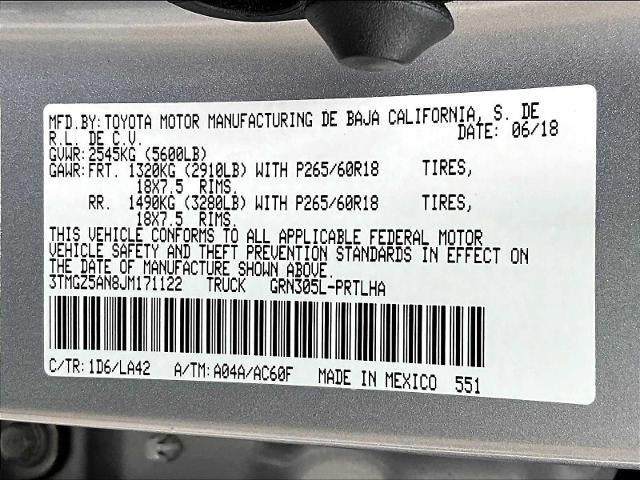 MFD.BY:TOYOTA MOTOR MANUFACTURING DE BAJA CALIFORNIA, S. DE
R.L. DE C.V. DATE: 06/18
GVWR:2545KG (5600LB)
GAWR:FRT. 1320KG (2910LB) WITH P265/60R18 TIRES,
18X7.5 RIMS.
RR. 1490KG (3280LB) WITH P265/60R18 TIRES,
18X7.5 RIMS.
THIS VEHICLE CONFORMS TO ALL APPLICABLE FEDERAL MOTOR
VEHICLE SAFETY AND THEFT PREVENTION STANDARDS IN EFFECT ON
THE DATE OF MANUFACTURE SHOWN ABOVE.
3TMGZ5AN8JM171122 TRUCK GRN305L-PRTLHA
C/TR: 1D6/LA42 A/TM: A04A/AC60F MADE IN MEXICO 551